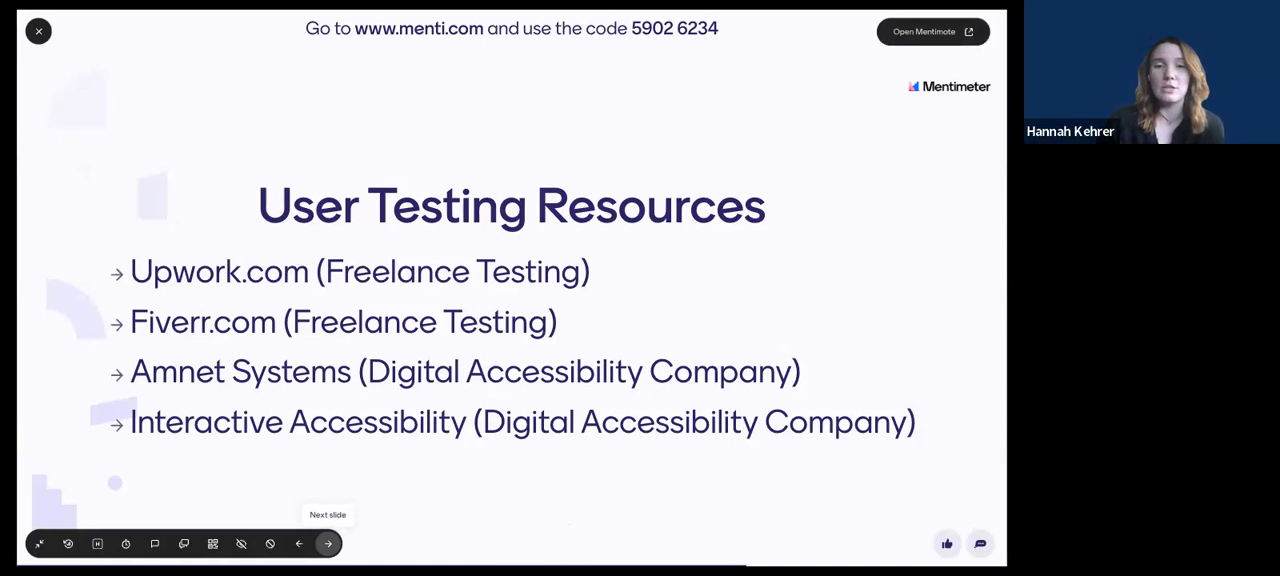 Go to www.menti.com and use the code 5902 6234
Open Mentimote
Mentimeter
Hannah Kehrer
User Testing Resources
→ Upwork.com (Freelance Testing)
→ Fiverr.com (Freelance Testing)
→ Amnet Systems (Digital Accessibility Company)
→ Interactive Accessibility (Digital Accessibility Company)
Next slide
H